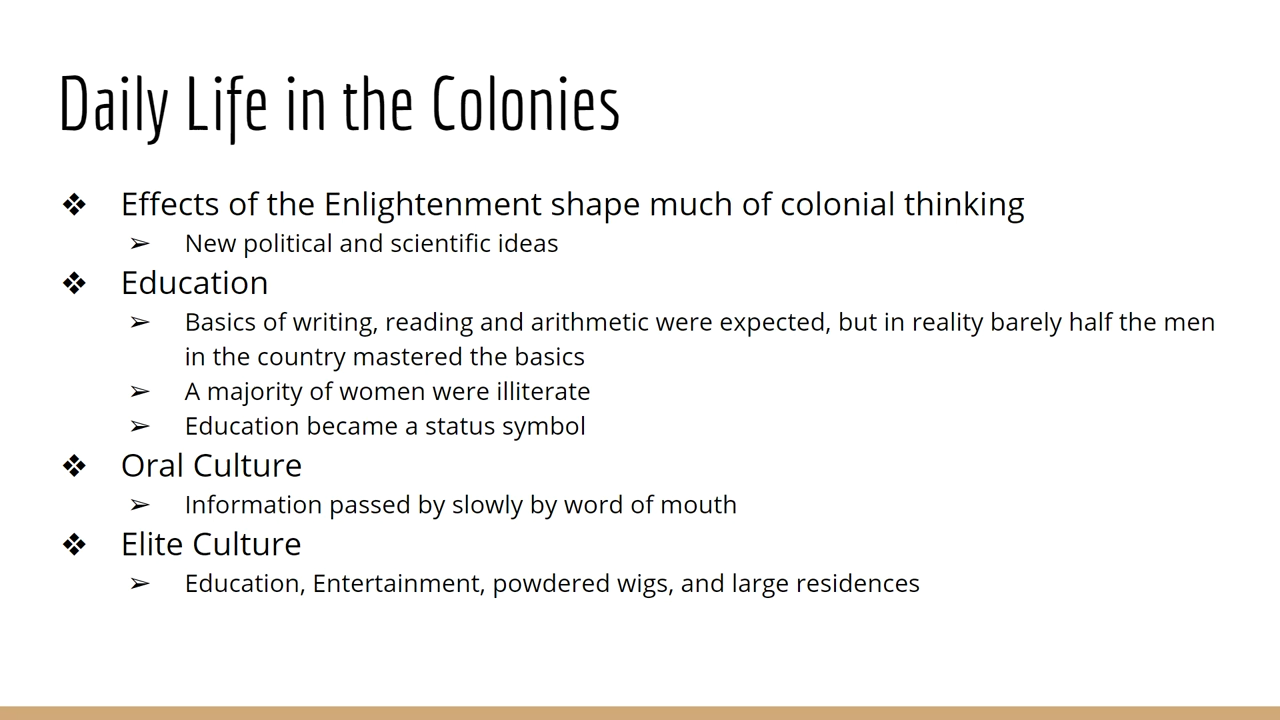 Daily Life in the Colonies
❖ Effects of the Enlightenment shape much of colonial thinking
➢ New political and scientific ideas
❖ Education
➢ Basics of writing, reading and arithmetic were expected, but in reality barely half the men
in the country mastered the basics
➢ A majority of women were illiterate
➢ Education became a status symbol
❖ Oral Culture
➢ Information passed by slowly by word of mouth
❖ Elite Culture
➢ Education, Entertainment, powdered wigs, and large residences